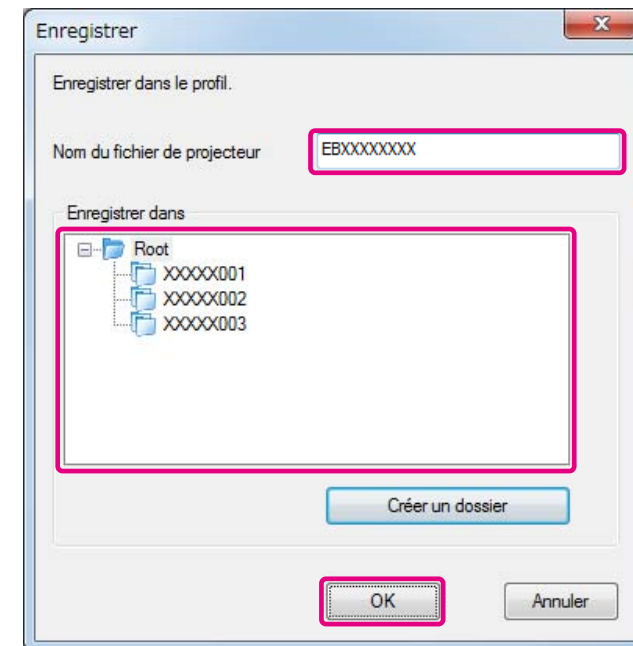 Enregistrer
Enregistrer dans le profil.
Nom du fichier de projecteur EBXXXXXXXX
Enregistrer dans
Root
XXXXX001
XXXXX002
XXXXX003
Créer un dossier
OK Annuler